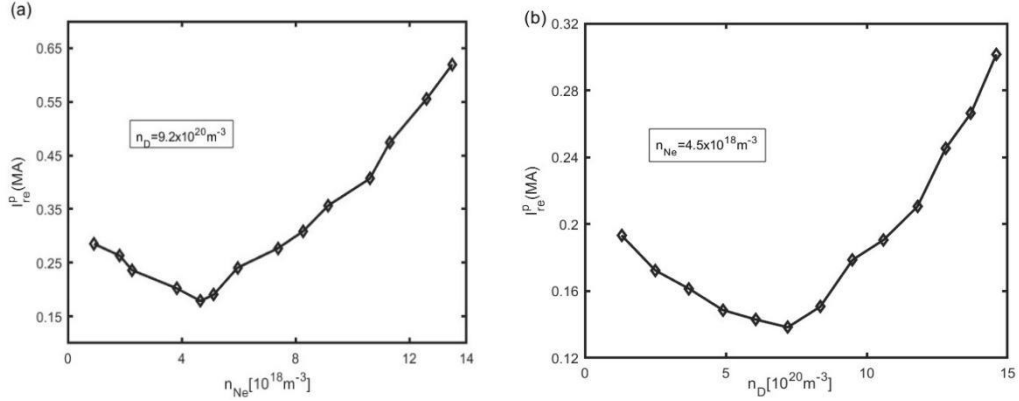 (a)
0.65
0.55
0.45
0.35
0.25
0.15
I^p_re(MA)
n_D=9.2x10^20m^-3
0 4 8 12 14
n_Ne[10^18m^-3]
(b)
0.32
0.28
0.24
0.2
0.16
0.12
I^p_re(MA)
n_Ne=4.5x10^18m^-3
0 5 10 15
n_D[10^20m^-3]